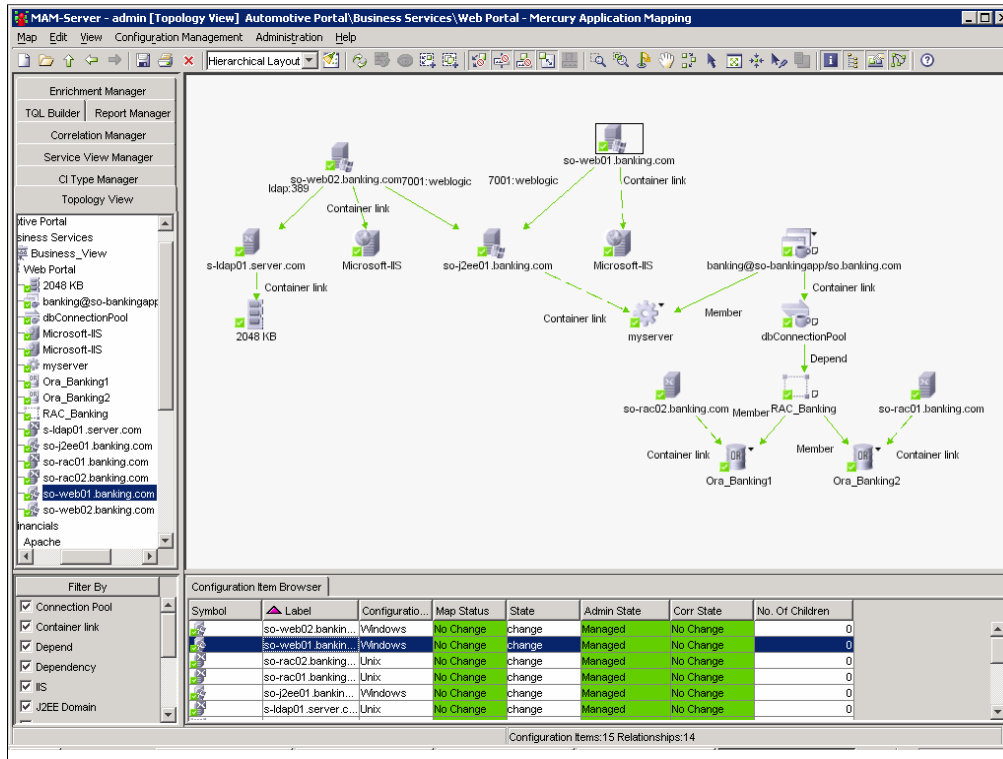 MAM-Server - admin [Topology View] Automotive Portal\Business Services\Web Portal - Mercury Application Mapping
Map Edit View Configuration Management Administration Help
Hierarchical Layout
Enrichment Manager
TQL Builder Report Manager
Correlation Manager
Service View Manager
CI Type Manager
Topology View
otive Portal
siness Services
Business_View
Web Portal
2048 KB
banking@so-bankingapp
dbConnectionPool
Microsoft-IIS
Microsoft-IIS
myserver
Ora_Banking1
Ora_Banking2
RAC_Banking
s-ldap01.server.com
so-j2ee01.banking.com
so-rac01.banking.com
so-rac02.banking.com
so-web01.banking.com
so-web02.banking.com
inancials
Apache
so-web01.banking.com
so-web02.banking.com
7001:weblogic
7001:weblogic
Container link
ldap:389
Container link
s-ldap01.server.com
Microsoft-IIS
so-j2ee01.banking.com
Microsoft-IIS
banking@so-bankingapp/so.banking.com
Container link
Container link
Container link
Member
2048 KB
myserver
dbConnectionPool
Depend
so-rac02.banking.com
Member
RAC_Banking
so-rac01.banking.com
Container link
Member
Container link
Ora_Banking1
Ora_Banking2
Filter By
Connection Pool
Container link
Depend
Dependency
IIS
J2EE Domain
Configuration Item Browser
Symbol Label Configuratio... Map Status State Admin State Corr State No. Of Children
so-web02.bankin... Windows No Change change Managed No Change 0
so-web01.bankin... Windows No Change change Managed No Change 0
so-rac02.banking... Unix No Change change Managed No Change 0
so-rac01.banking... Unix No Change change Managed No Change 0
so-j2ee01.bankin... Windows No Change change Managed No Change 0
s-ldap01.server.c... Unix No Change change Managed No Change 0
Configuration Items:15 Relationships:14